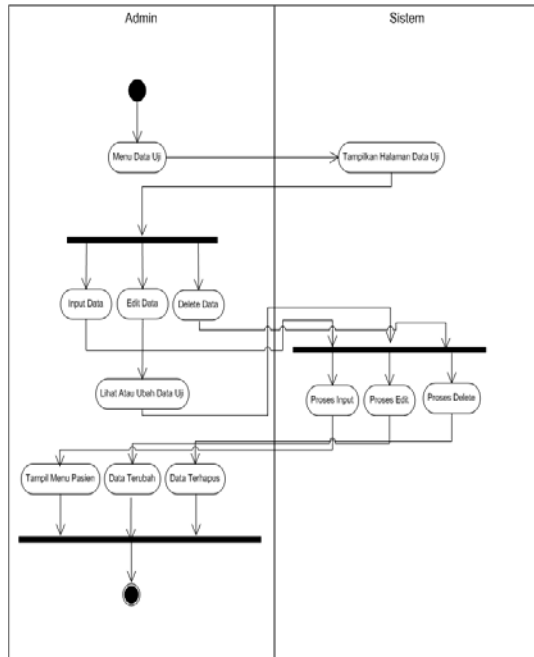 Admin
Sistem
Menu Data Uji
Tampilkan Halaman Data Uji
Input Data
Edit Data
Delete Data
Lihat Atau Ubah Data Uji
Proses Input
Proses Edit
Proses Delete
Tampil Menu Pasien
Data Terubah
Data Terhapus